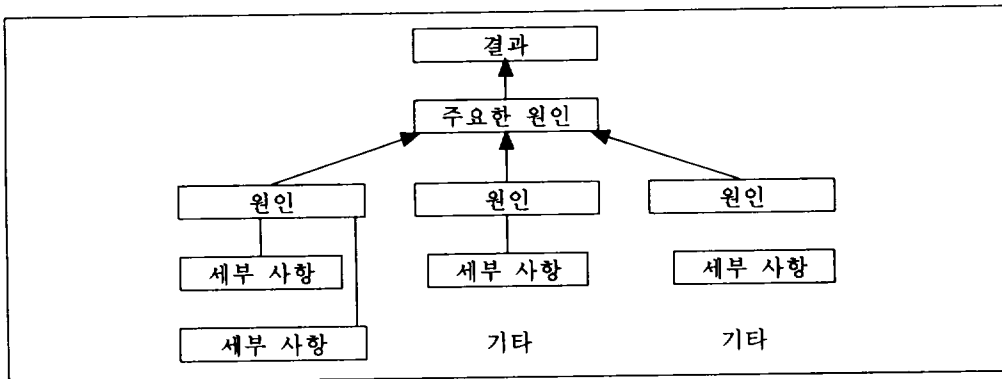 결과
주요한 원인
원인 원인 원인
세부 사항 세부 사항 세부 사항
세부 사항 기타 기타